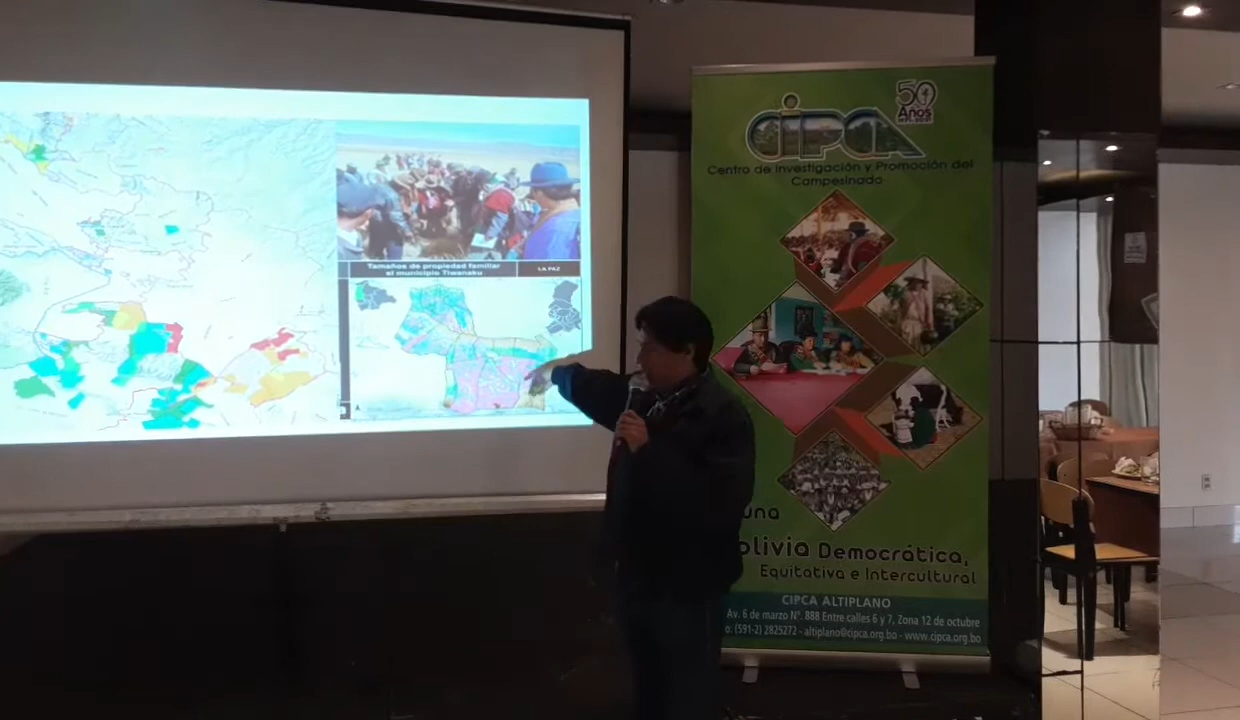 Tamaños de propiedad familiar
el municipio Tiwanaku
LA PAZ
50
Años
CIPCA
Centro de Investigación y Promoción del
Campesinado
una
olivia Democrática,
Equitativa e Intercultural
CIPCA ALTIPLANO
Av. 6 de marzo Nº. 888 Entre calles 6 y 7, Zona 12 de octubre
o: (591-2) 2825272 - altiplano@cipca.org.bo - www.cipca.org.bo